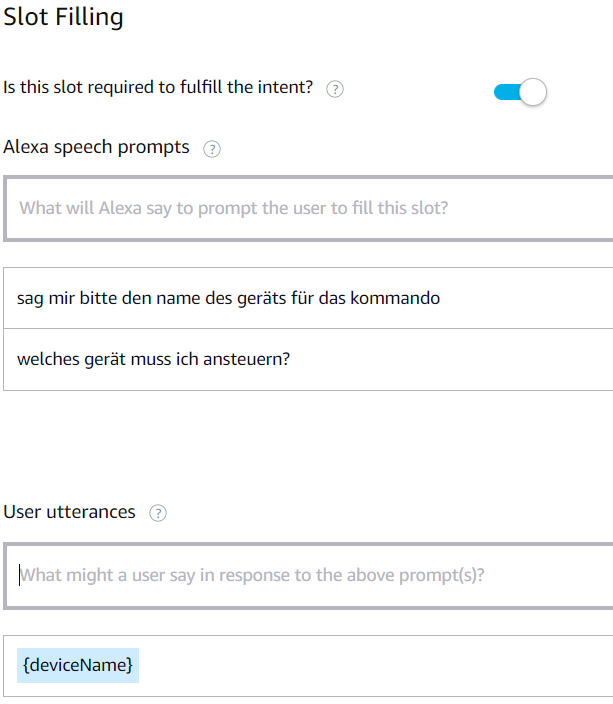 Slot Filling
Is this slot required to fulfill the intent? ?
Alexa speech prompts ?
What will Alexa say to prompt the user to fill this slot?
sag mir bitte den name des geräts für das kommando
welches gerät muss ich ansteuern?
User utterances ?
What might a user say in response to the above prompt(s)?
{deviceName}